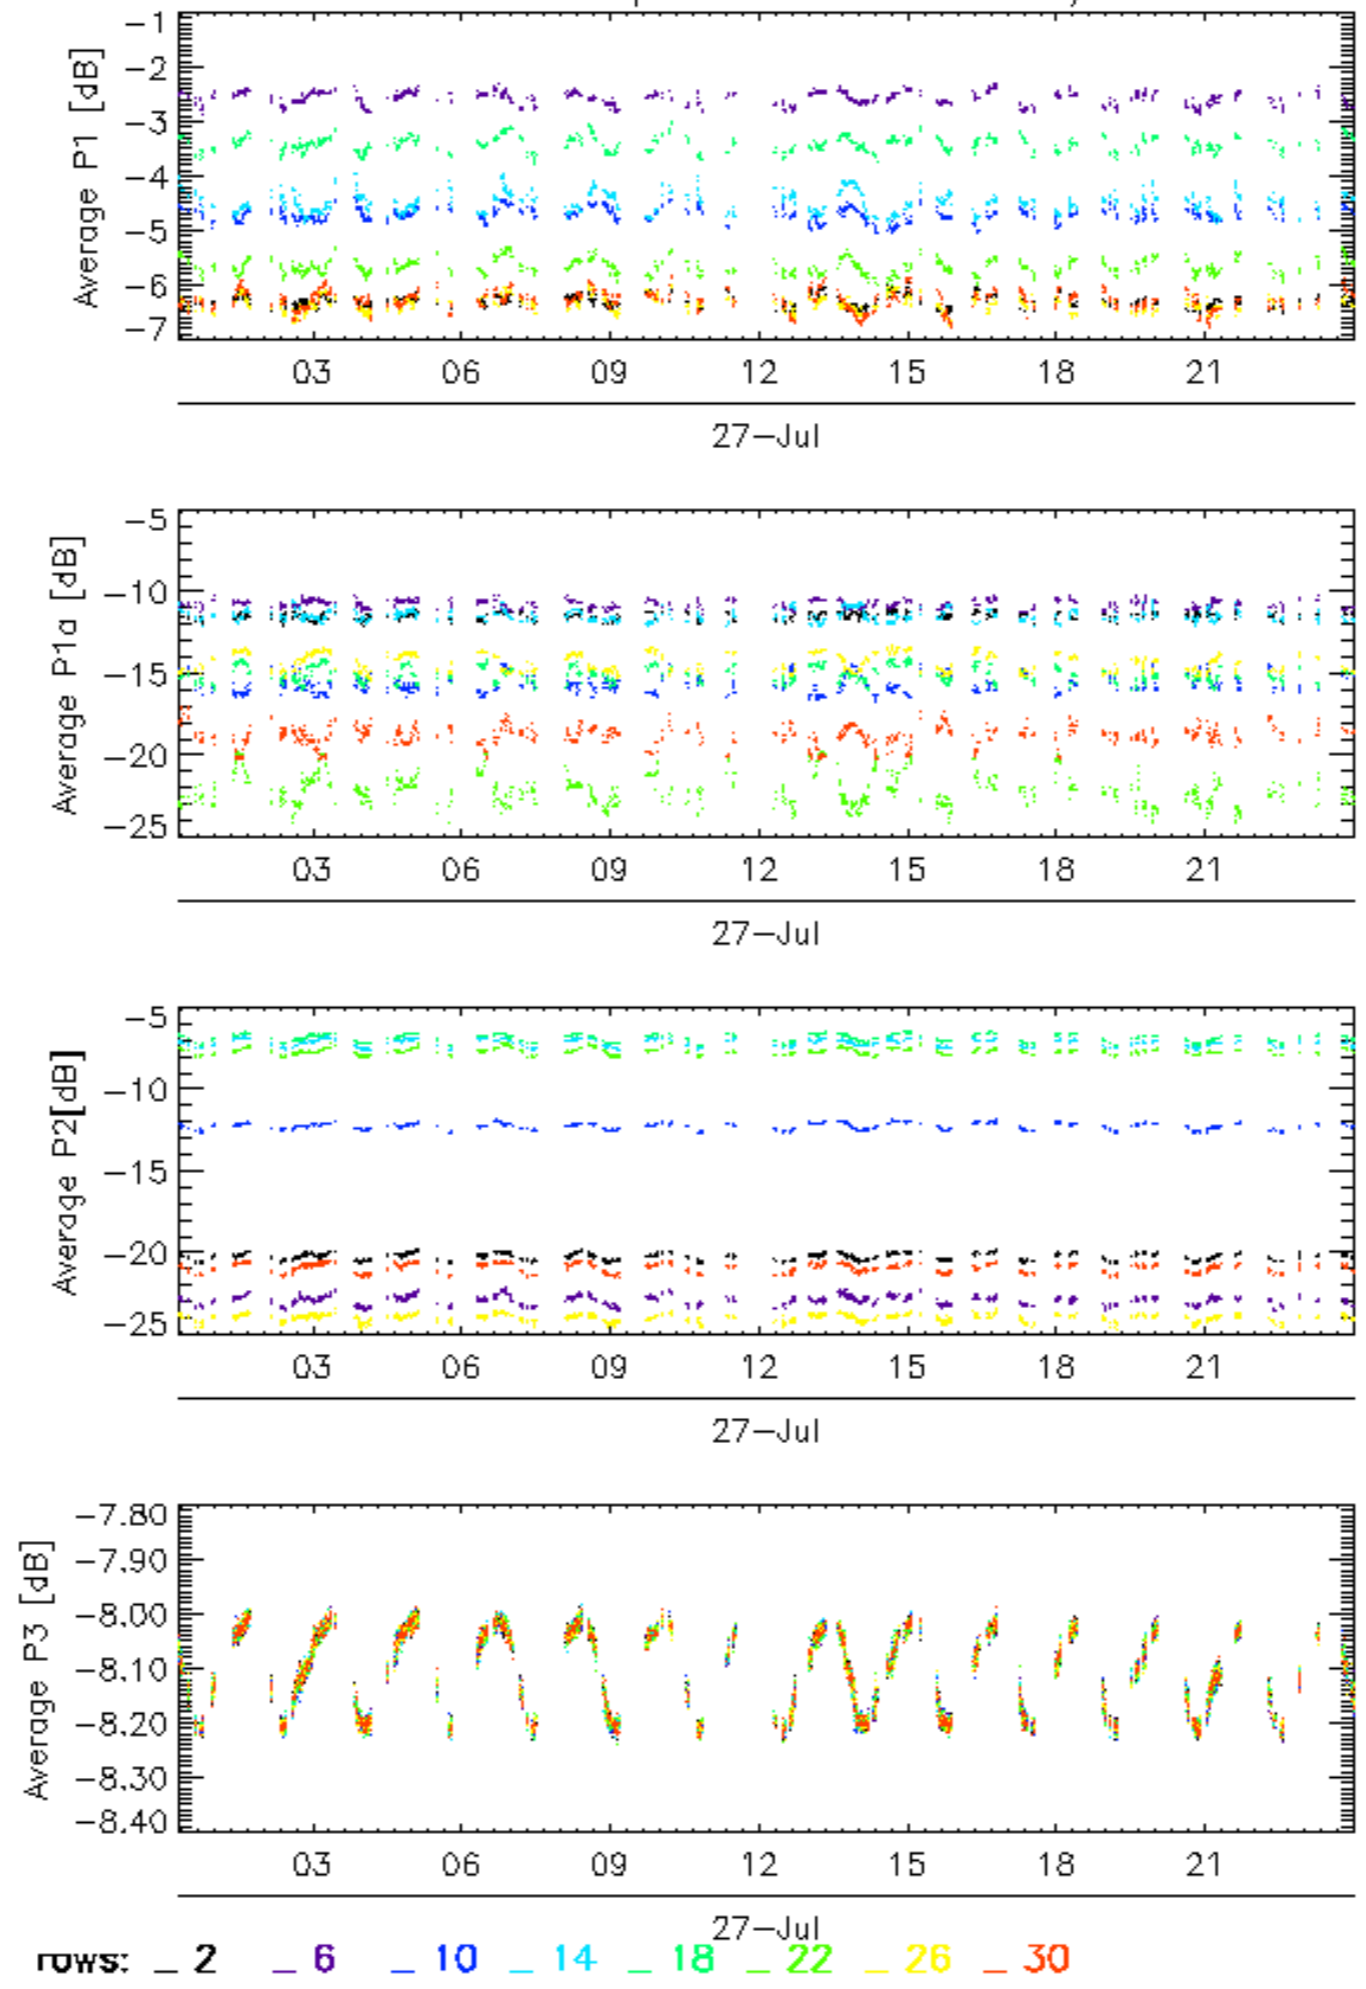 −1
−2
−3
−4
−5
−6
−7
Average P1 [dB]
03 06 09 12 15 18 21
27−Jul
−5
−10
−15
−20
−25
Average P1a [dB]
03 06 09 12 15 18 21
27−Jul
−5
−10
−15
−20
−25
Average P2[dB]
03 06 09 12 15 18 21
27−Jul
−7.80
−7.90
−8.00
−8.10
−8.20
−8.30
−8.40
Average P3 [dB]
03 06 09 12 15 18 21
27−Jul
rows: _ 2 _ 6 _ 10 _ 14 _ 18 _ 22 _ 26 _ 30